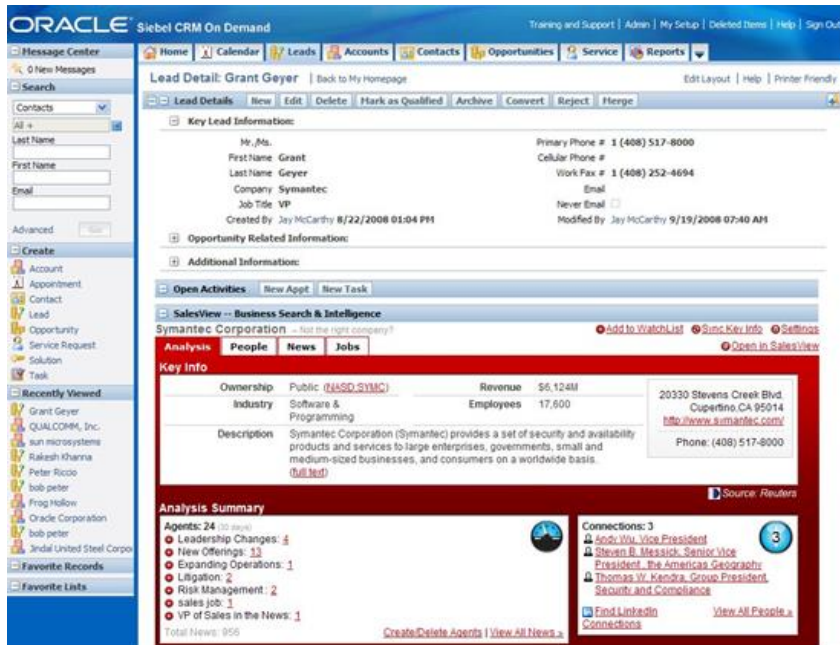 ORACLE Siebel CRM On Demand
Training and Support | Admin | My Setup | Deleted Items | Help | Sign Out
Message Center
0 New Messages
Search
Contacts
All +
Last Name
First Name
Email
Advanced
Create
Account
Appointment
Contact
Lead
Opportunity
Service Request
Solution
Task
Recently Viewed
Grant Geyer
QUALCOMM, Inc.
sun microsystems
Rakesh Khanna
Peter Riccio
bob peter
Frog Hollow
Oracle Corporation
bob peter
Jindal United Steel Corpo
Favorite Records
Favorite Lists
Home Calendar Leads Accounts Contacts Opportunities Service Reports
Lead Detail: Grant Geyer | Back to My Homepage
Edit Layout | Help | Printer Friendly
Lead Details New Edit Delete Mark as Qualified Archive Convert Reject Merge
Key Lead Information:
Mr./Ms.
First Name Grant
Last Name Geyer
Company Symantec
Job Title VP
Created By Jay McCarthy 8/22/2008 01:04 PM
Primary Phone # 1 (408) 517-8000
Cellular Phone #
Work Fax # 1 (408) 252-4694
Email
Never Email
Modified By Jay McCarthy 9/19/2008 07:40 AM
Opportunity Related Information:
Additional Information:
Open Activities New Appt New Task
SalesView -- Business Search & Intelligence
Symantec Corporation - Not the right company?
Add to WatchList Sync Key Info Settings
Analysis People News Jobs
Open in SalesView
Key Info
Ownership Public (NASD:SYMC)
Revenue $6,124M
Industry Software &
Programming
Employees 17,600
Description Symantec Corporation (Symantec) provides a set of security and availability
products and services to large enterprises, governments, small and
medium-sized businesses, and consumers on a worldwide basis.
(full text)
20330 Stevens Creek Blvd.
Cupertino,CA 95014
http://www.symantec.com/
Phone: (408) 517-8000
Source: Reuters
Analysis Summary
Agents: 24 (30 days)
Leadership Changes: 4
New Offerings: 13
Expanding Operations: 1
Litigation: 2
Risk Management : 2
sales job: 1
VP of Sales in the News: 1
Total News: 956
Create/Delete Agents | View All News »
Connections: 3
3
Andy Wu, Vice President
Steven B. Messick, Senior Vice
President , the Americas Geography
Thomas W. Kendra, Group President,
Security and Compliance
Find LinkedIn
Connections
View All People »